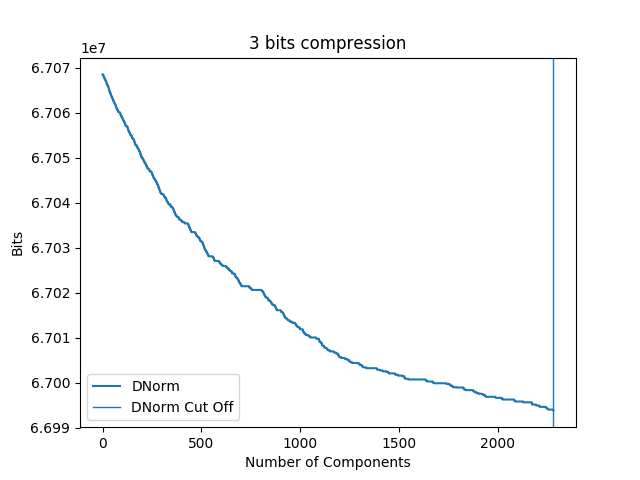 3 bits compression
1e7
6.707
6.706
6.705
6.704
6.703
6.702
6.701
6.700
6.699
Bits
DNorm
DNorm Cut Off
0 500 1000 1500 2000
Number of Components